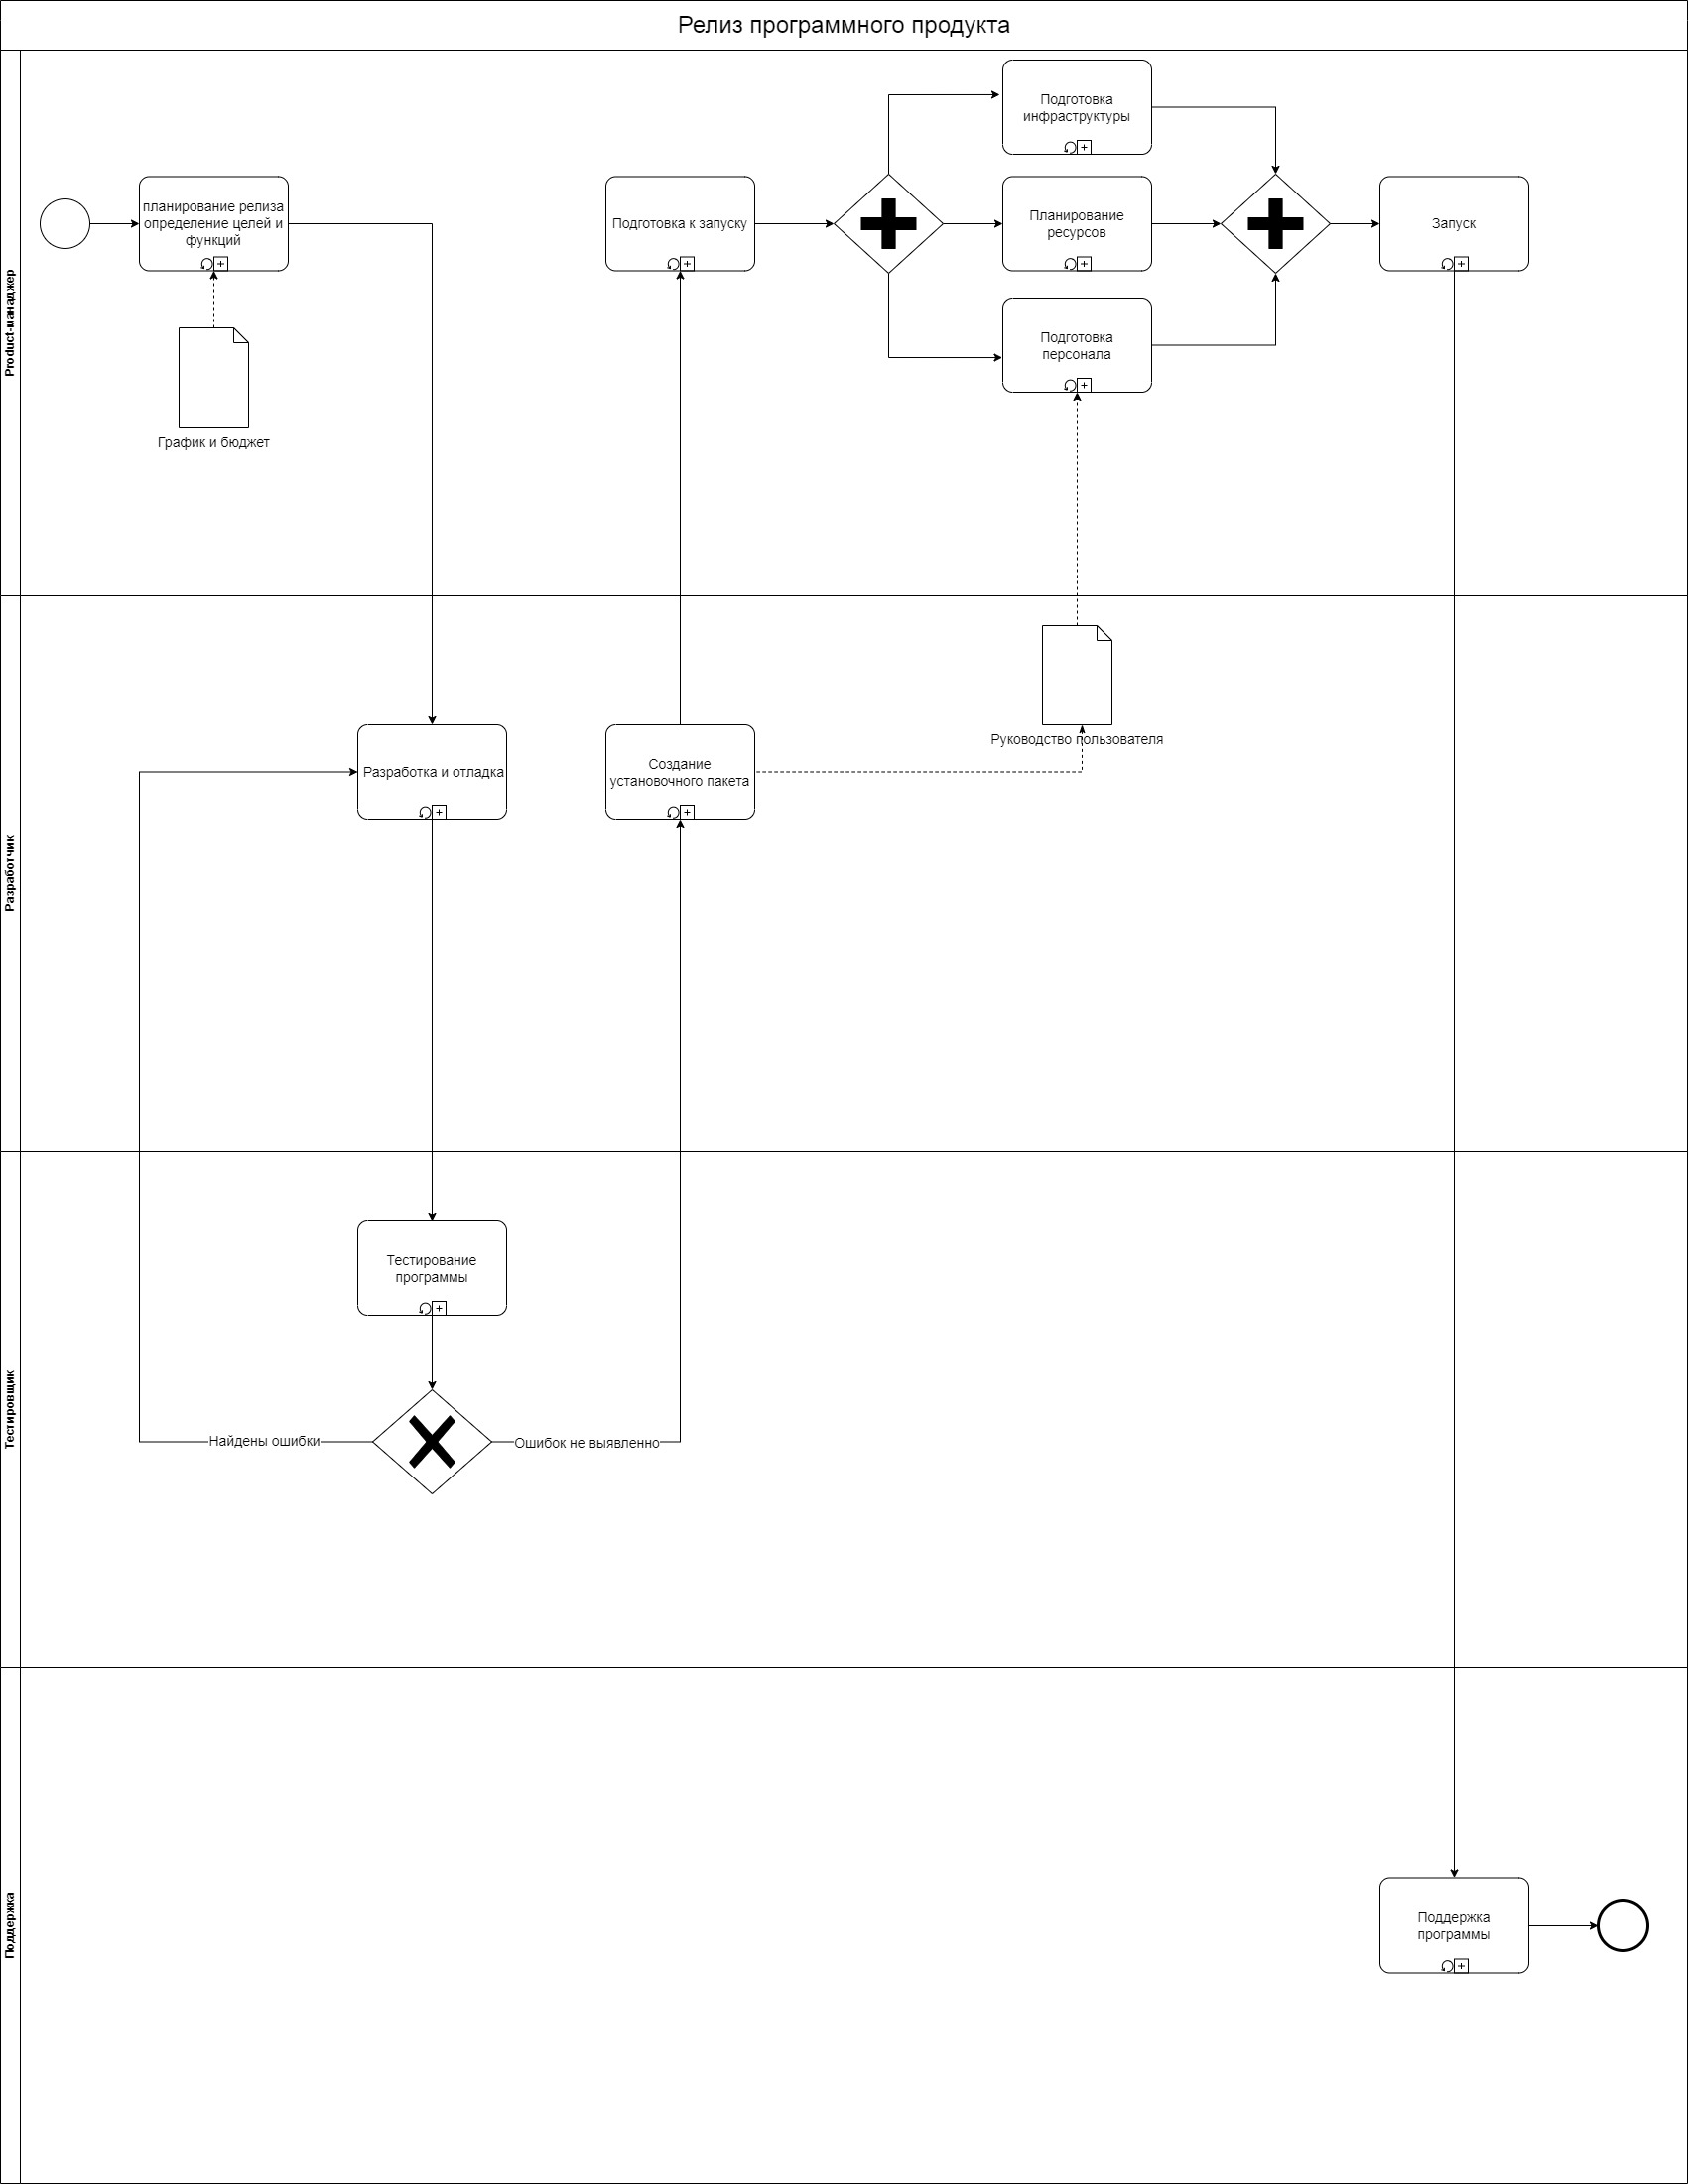 Релиз программного продукта
Product-манаджер
планирование релиза
определение целей и
функций
График и бюджет
Подготовка к запуску
Подготовка
инфраструктуры
Планирование
ресурсов
Подготовка
персонала
Запуск
Разработчик
Разработка и отладка
Создание
установочного пакета
Руководство пользователя
Тестировщик
Тестирование
программы
Найдены ошибки
Ошибок не выявленно
Поддержка
Поддержка
программы